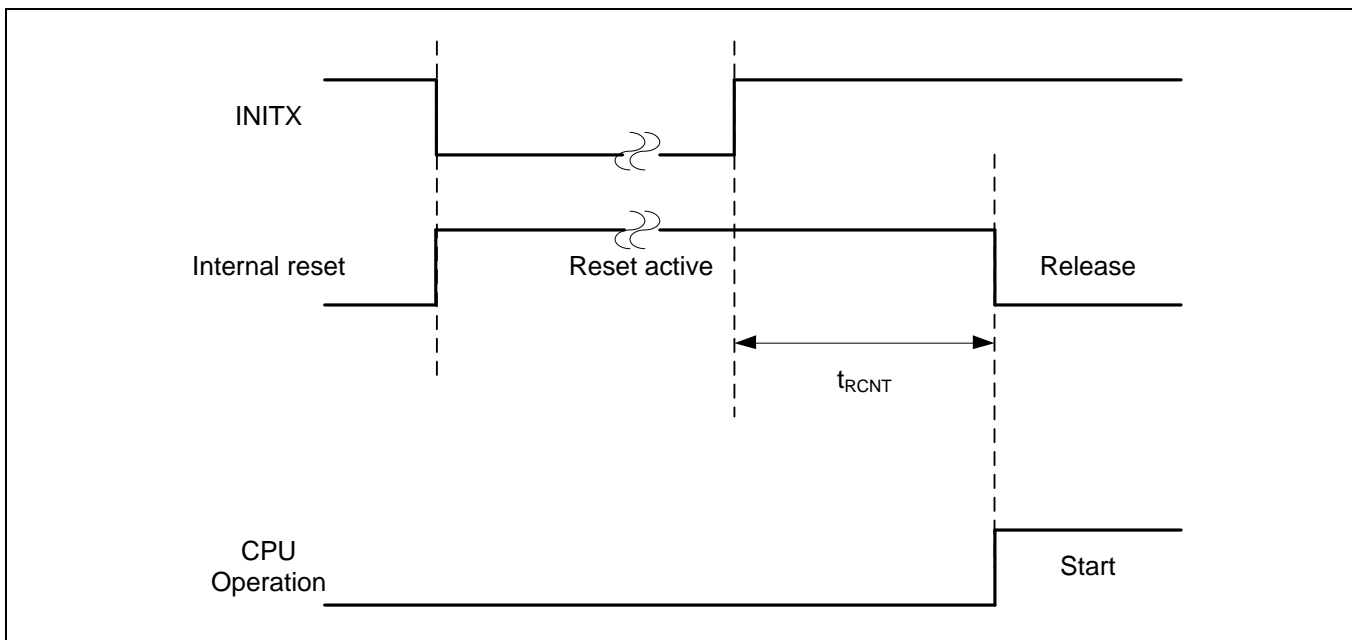 INITX
Internal reset
Reset active
Release
tRCNT
CPU
Operation
Start